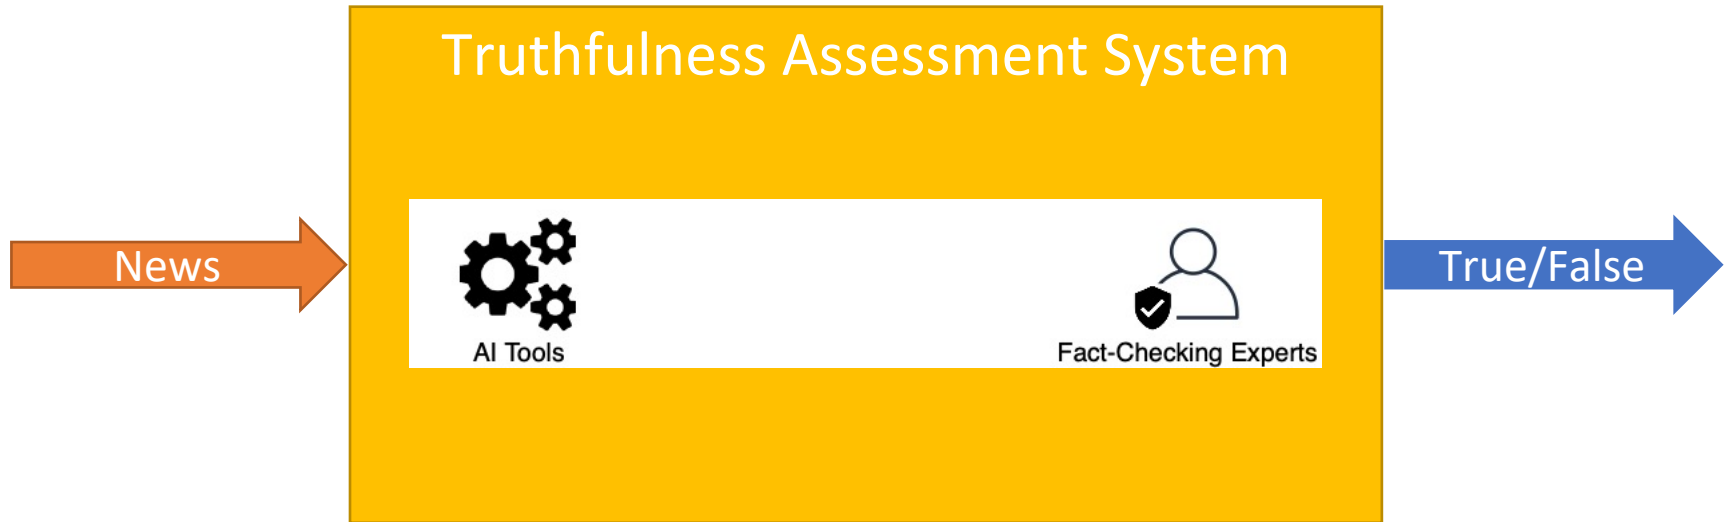 Truthfulness Assessment System
News
AI Tools
Fact-Checking Experts
True/False